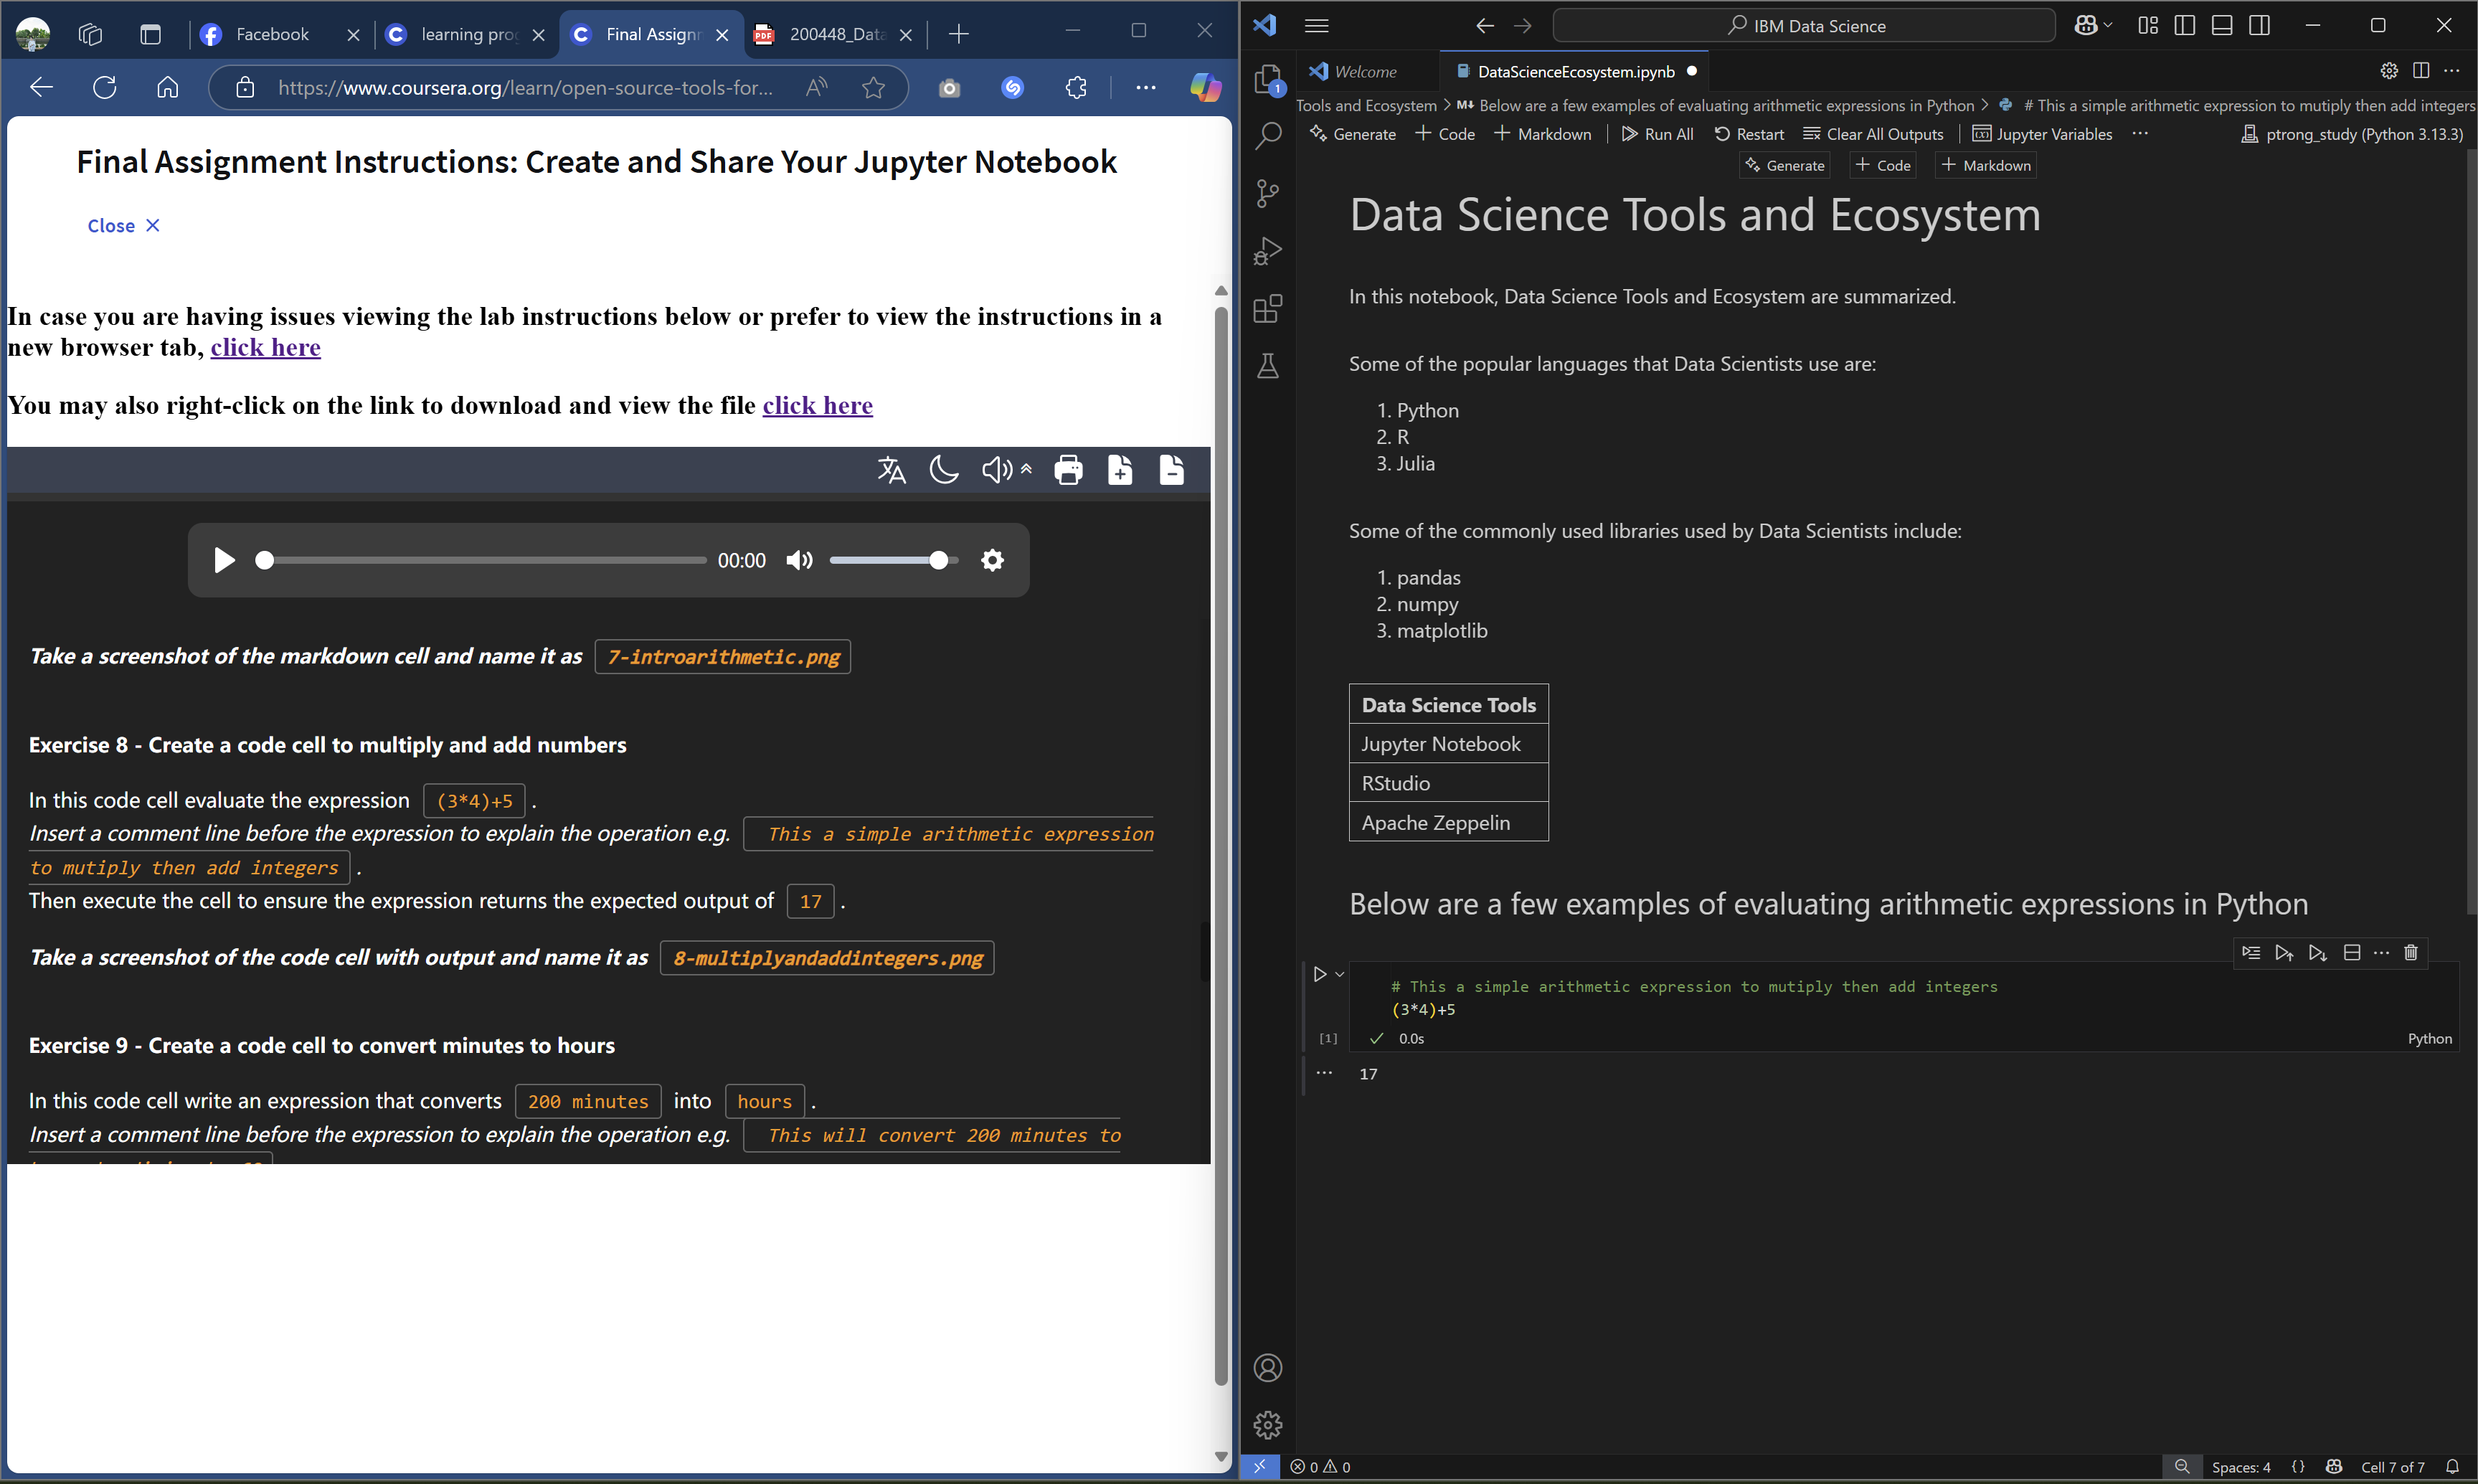 Facebook
learning pro
Final Assignm
PDF
200448_Data
https://www.coursera.org/learn/open-source-tools-for...
Final Assignment Instructions: Create and Share Your Jupyter Notebook
Close
In case you are having issues viewing the lab instructions below or prefer to view the instructions in a
new browser tab, click here
You may also right-click on the link to download and view the file click here
00:00
Take a screenshot of the markdown cell and name it as 7-introarithmetic.png
Exercise 8 - Create a code cell to multiply and add numbers
In this code cell evaluate the expression (3*4)+5 .
Insert a comment line before the expression to explain the operation e.g. This a simple arithmetic expression
to mutiply then add integers .
Then execute the cell to ensure the expression returns the expected output of 17 .
Take a screenshot of the code cell with output and name it as 8-multiplyandaddintegers.png
Exercise 9 - Create a code cell to convert minutes to hours
In this code cell write an expression that converts 200 minutes into hours .
Insert a comment line before the expression to explain the operation e.g. This will convert 200 minutes to
IBM Data Science
1
Welcome
DataScienceEcosystem.ipynb
Tools and Ecosystem > M↓ Below are a few examples of evaluating arithmetic expressions in Python > # This a simple arithmetic expression to mutiply then add integers
Generate + Code + Markdown Run All Restart Clear All Outputs Jupyter Variables ... ptrong_study (Python 3.13.3)
Generate + Code + Markdown
Data Science Tools and Ecosystem
In this notebook, Data Science Tools and Ecosystem are summarized.
Some of the popular languages that Data Scientists use are:
1. Python
2. R
3. Julia
Some of the commonly used libraries used by Data Scientists include:
1. pandas
2. numpy
3. matplotlib
Data Science Tools
Jupyter Notebook
RStudio
Apache Zeppelin
Below are a few examples of evaluating arithmetic expressions in Python
# This a simple arithmetic expression to mutiply then add integers
(3*4)+5
[1] 0.0s Python
17
0 0
Spaces: 4 {} Cell 7 of 7